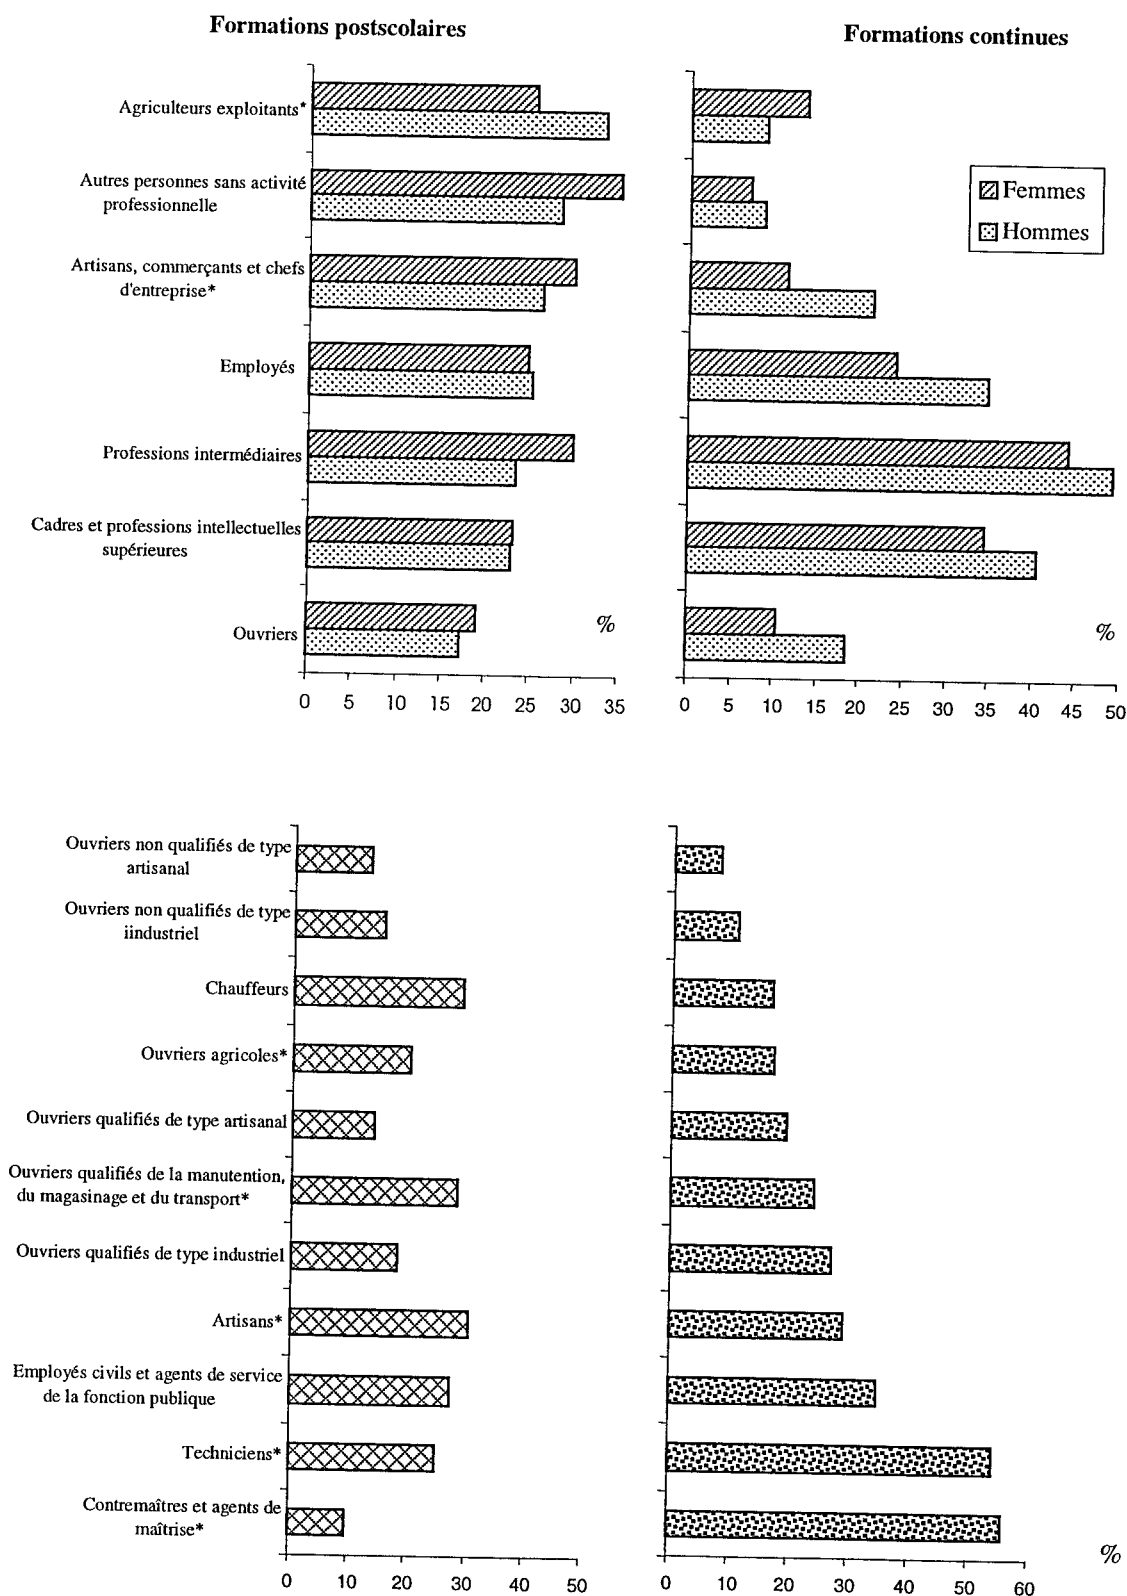 Formations postscolaires
Formations continues
Agriculteurs exploitants*
Autres personnes sans activité
professionnelle
Artisans, commerçants et chefs
d'entreprise*
Employés
Professions intermédiaires
Cadres et professions intellectuelles
supérieures
Ouvriers
%
0 5 10 15 20 25 30 35
Femmes
Hommes
%
0 5 10 15 20 25 30 35 40 45 50
Ouvriers non qualifiés de type
artisanal
Ouvriers non qualifiés de type
iindustriel
Chauffeurs
Ouvriers agricoles*
Ouvriers qualifiés de type artisanal
Ouvriers qualifiés de la manutention,
du magasinage et du transport*
Ouvriers qualifiés de type industriel
Artisans*
Employés civils et agents de service
de la fonction publique
Techniciens*
Contremaîtres et agents de
maîtrise*
0 10 20 30 40 50
%
0 10 20 30 40 50 60